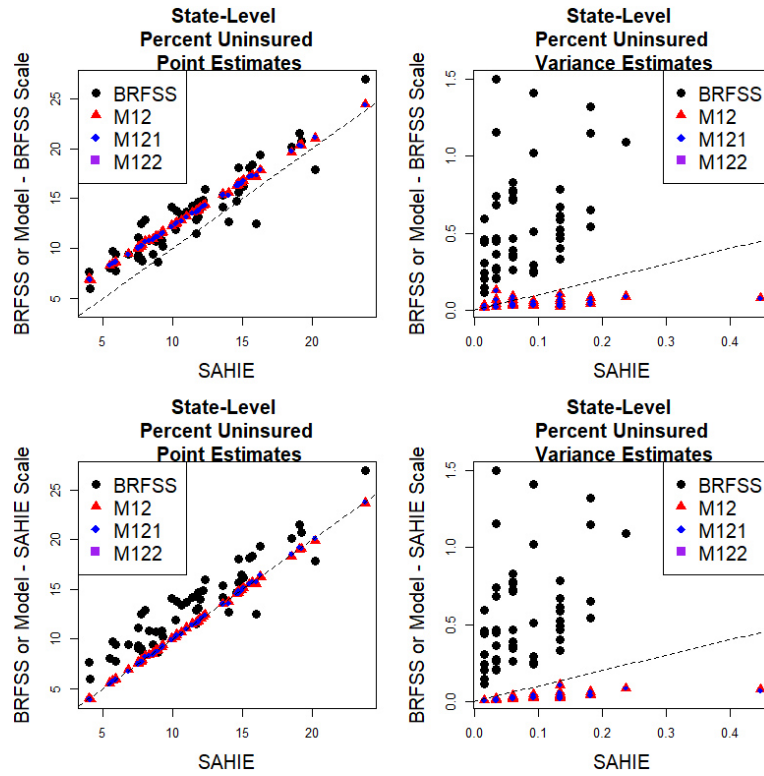 State-Level
Percent Uninsured
Point Estimates
BRFSS or Model - BRFSS Scale
25
20
15
10
5
BRFSS
M12
M121
M122
5 10 15 20
SAHIE
State-Level
Percent Uninsured
Variance Estimates
BRFSS or Model - BRFSS Scale
1.5
1.0
0.5
0.0
BRFSS
M12
M121
M122
0.0 0.1 0.2 0.3 0.4
SAHIE
State-Level
Percent Uninsured
Point Estimates
BRFSS or Model - SAHIE Scale
25
20
15
10
5
BRFSS
M12
M121
M122
5 10 15 20
SAHIE
State-Level
Percent Uninsured
Variance Estimates
BRFSS or Model - SAHIE Scale
1.5
1.0
0.5
0.0
BRFSS
M12
M121
M122
0.0 0.1 0.2 0.3 0.4
SAHIE